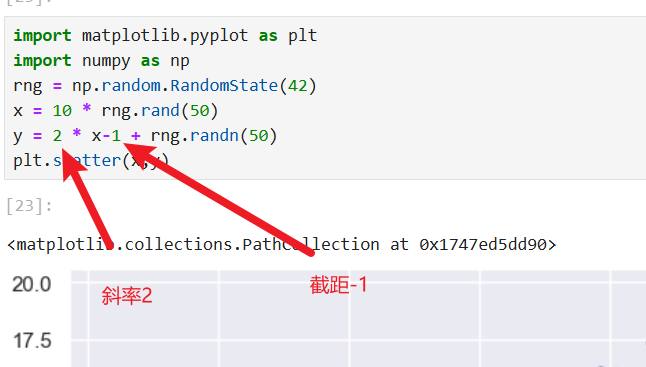 [23]:
import matplotlib.pyplot as plt
import numpy as np
rng = np.random.RandomState(42)
x = 10 * rng.rand(50)
y = 2 * x-1 + rng.randn(50)
plt.scatter(x,y)
[23]:
<matplotlib.collections.PathCollection at 0x1747ed5dd90>
20.0
斜率2
截距-1
17.5